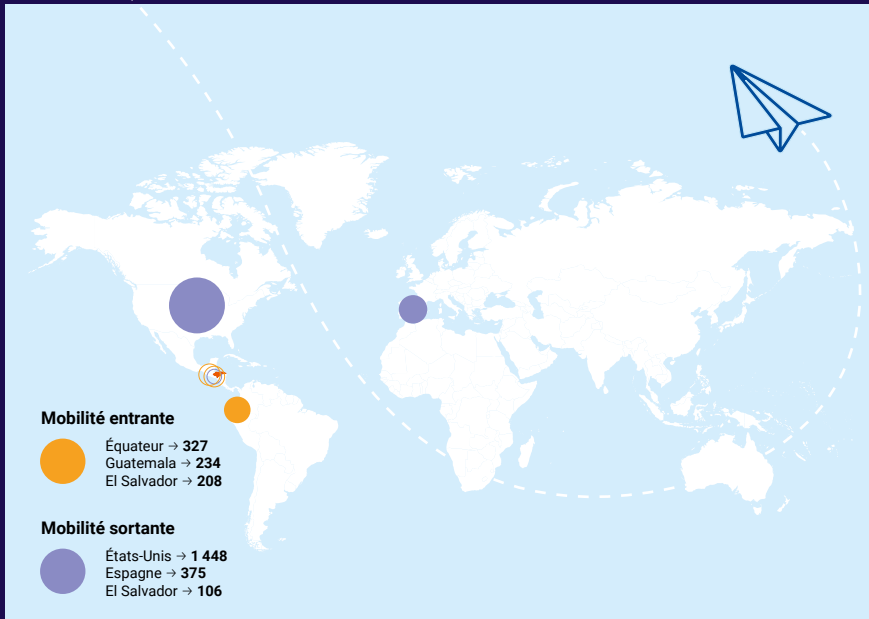 Mobilité entrante
Équateur → 327
Guatemala → 234
El Salvador → 208
Mobilité sortante
États-Unis → 1 448
Espagne → 375
El Salvador → 106